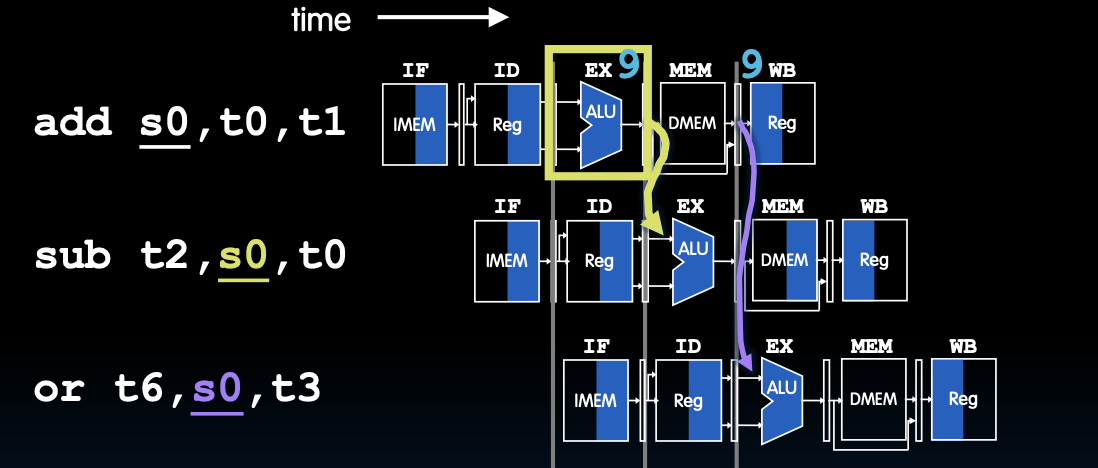 time
IF ID EX 9 MEM 9 WB
add s0,t0,t1
IMEM Reg ALU DMEM Reg
IF ID EX MEM WB
sub t2,s0,t0
IMEM Reg ALU DMEM Reg
IF ID EX MEM WB
or t6,s0,t3
IMEM Reg ALU DMEM Reg